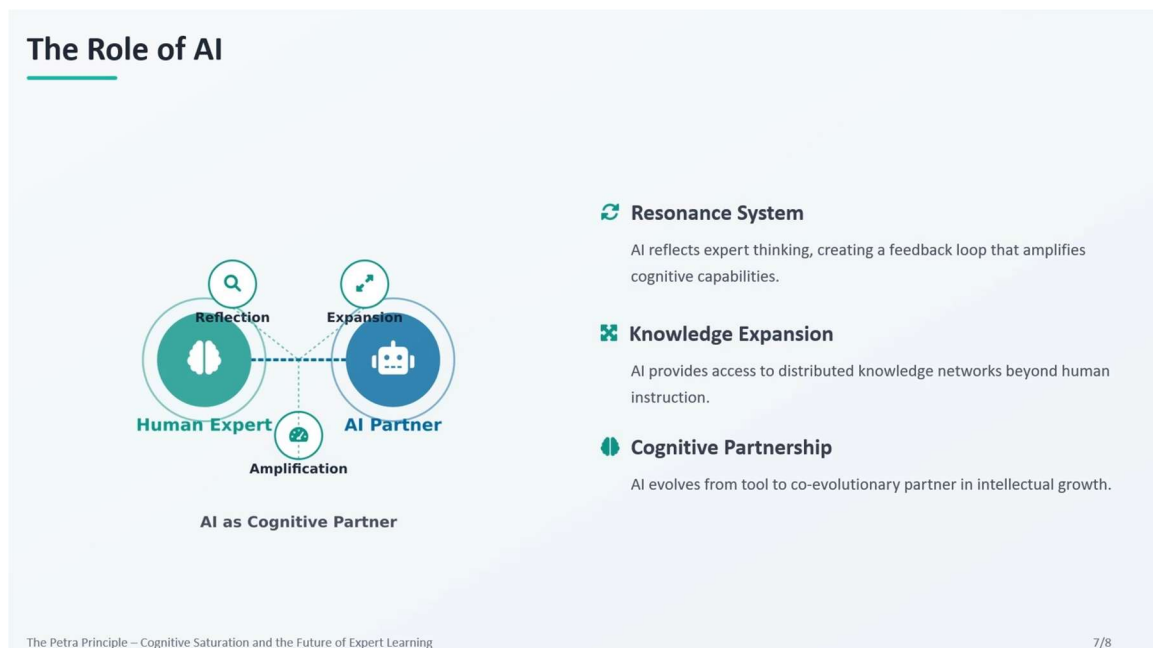 The Role of AI
Reflection
Expansion
Human Expert
AI Partner
Amplification
AI as Cognitive Partner
Resonance System
AI reflects expert thinking, creating a feedback loop that amplifies
cognitive capabilities.
Knowledge Expansion
AI provides access to distributed knowledge networks beyond human
instruction.
Cognitive Partnership
AI evolves from tool to co-evolutionary partner in intellectual growth.
The Petra Principle – Cognitive Saturation and the Future of Expert Learning
7/8